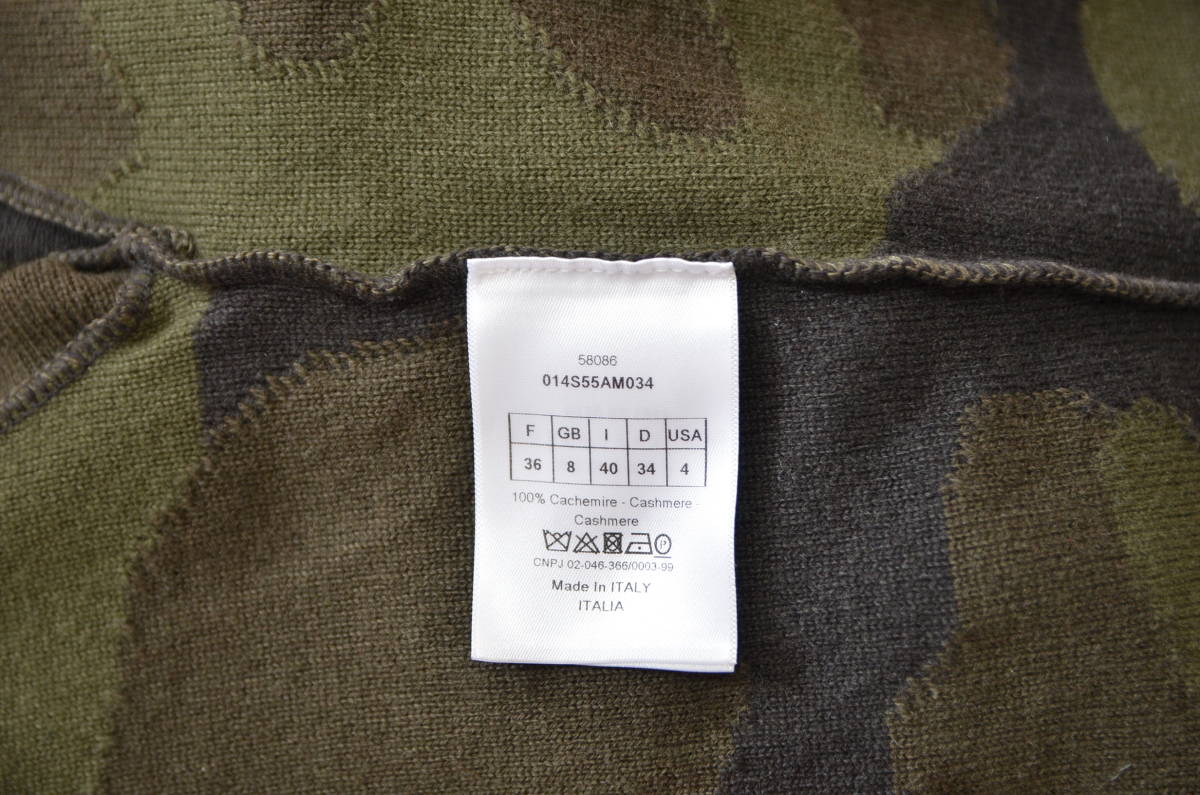 58086
014S55AM034
F GB I D USA
36 8 40 34 4
100% Cachemire - Cashmere -
Cashmere
P
CNPJ 02-046-366/0003-99
Made In ITALY
ITALIA